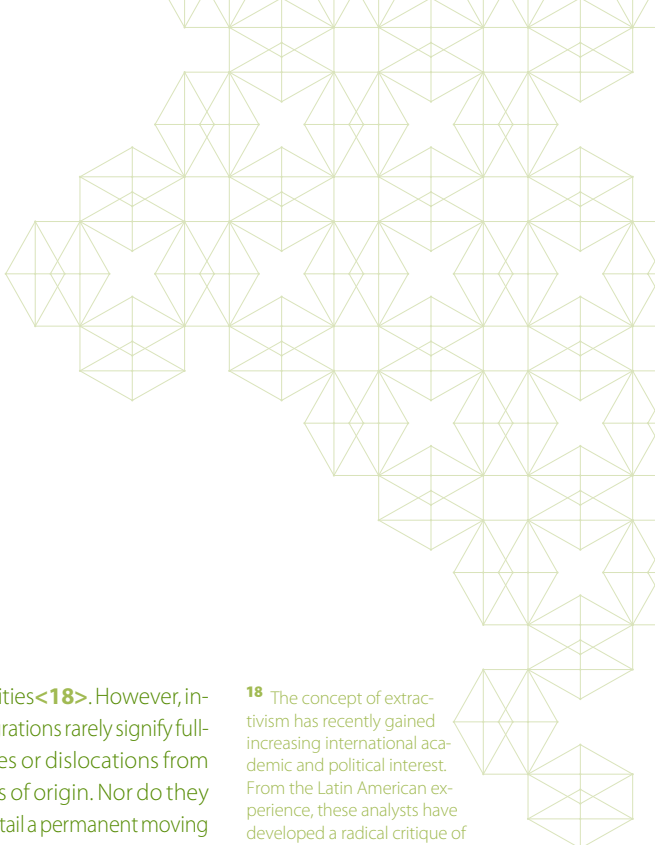 ities<18>. However, in-
rations rarely signify full-
es or dislocations from
s of origin. Nor do they
tail a permanent moving
18 The concept of extrac-
tivism has recently gained
increasing international aca-
demic and political interest.
From the Latin American ex-
perience, these analysts have
developed a radical critique of